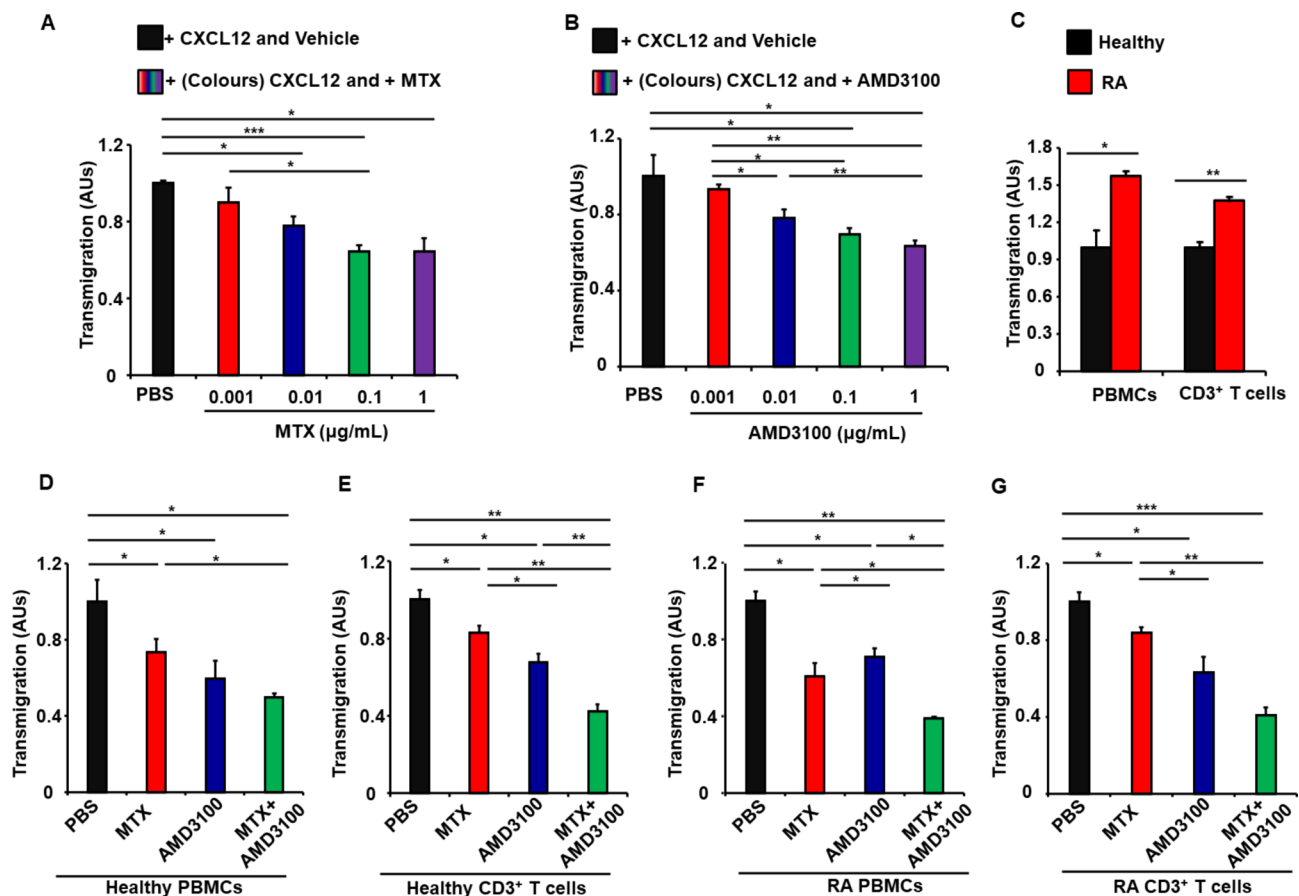 A
+ CXCL12 and Vehicle
+ (Colours) CXCL12 and + MTX
*
***
*
*
Transmigration (AUs)
1.2
0.8
0.4
0
PBS
0.001 0.01 0.1 1
MTX (µg/mL)
B
+ CXCL12 and Vehicle
+ (Colours) CXCL12 and + AMD3100
*
*
**
*
* **
Transmigration (AUs)
1.2
0.8
0.4
0
PBS
0.001 0.01 0.1 1
AMD3100 (µg/mL)
C
Healthy
RA
* **
Transmigration (AUs)
1.8
1.5
1.2
0.9
0.6
0.3
0
PBMCs CD3⁺ T cells
D
*
*
* *
Transmigration (AUs)
1.2
0.8
0.4
0
PBS
MTX
AMD3100
MTX+
AMD3100
Healthy PBMCs
E
**
* **
* **
*
Transmigration (AUs)
1.2
0.8
0.4
0
PBS
MTX
AMD3100
MTX+
AMD3100
Healthy CD3⁺ T cells
F
**
* *
* *
*
Transmigration (AUs)
1.2
0.8
0.4
0
PBS
MTX
AMD3100
MTX+
AMD3100
RA PBMCs
G
***
*
* **
*
Transmigration (AUs)
1.2
0.8
0.4
0
PBS
MTX
AMD3100
MTX+
AMD3100
RA CD3⁺ T cells